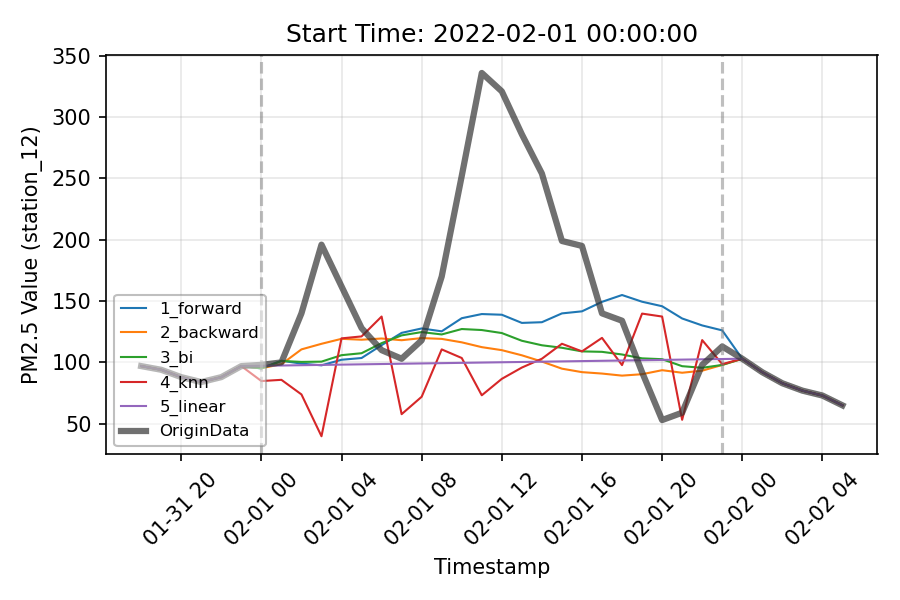 Start Time: 2022-02-01 00:00:00
350
300
250
200
150
100
50
PM2.5 Value (station_12)
1_forward
2_backward
3_bi
4_knn
5_linear
OriginData
01-31 20
02-01 00
02-01 04
02-01 08
02-01 12
02-01 16
02-01 20
02-02 00
02-02 04
Timestamp